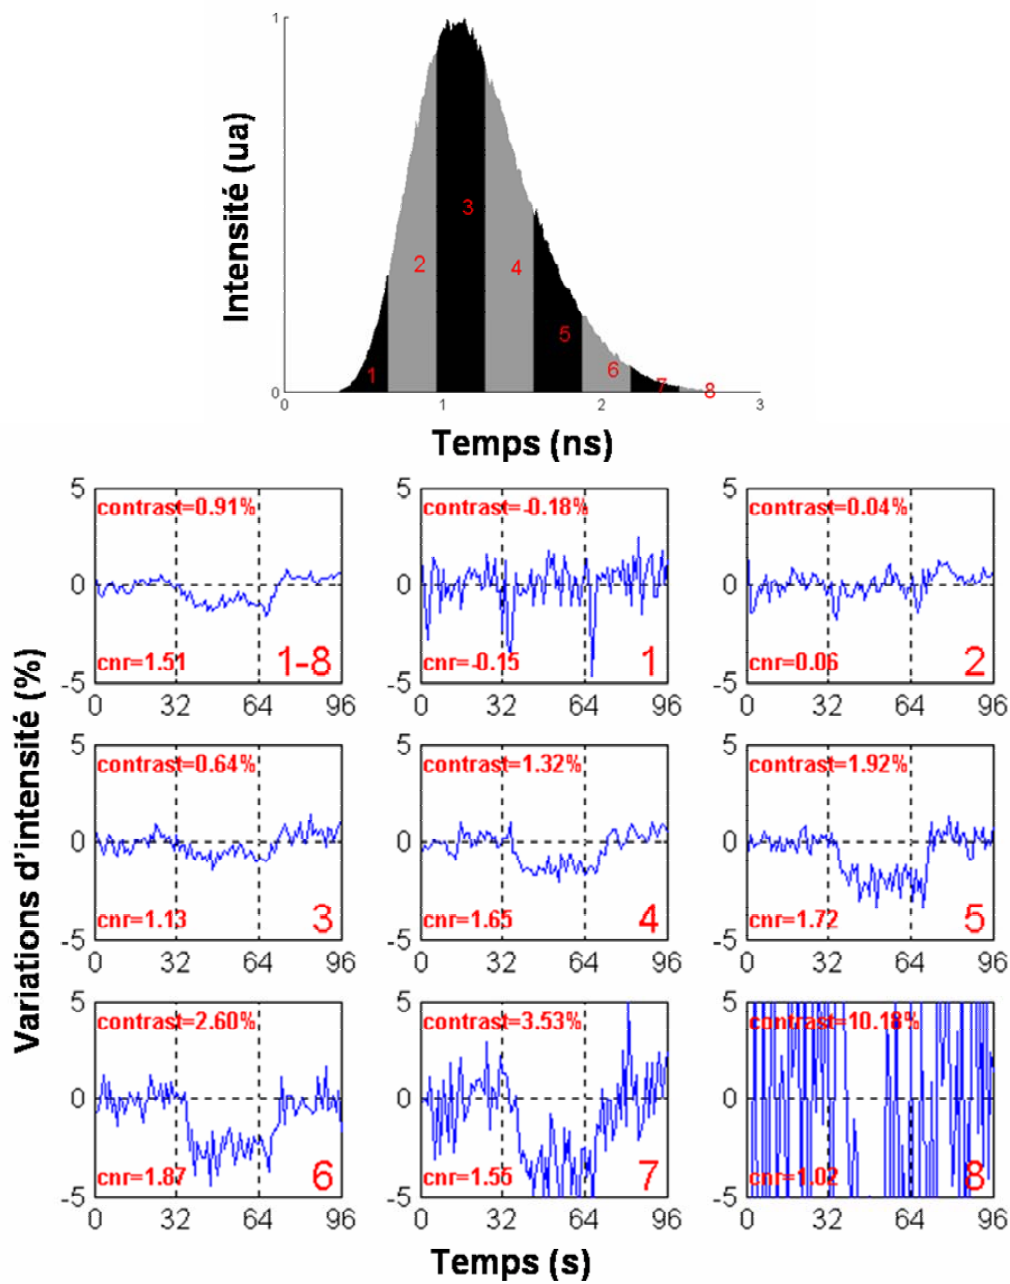 1
Intensité (ua)
3
2
4
5
6
1
7
8
0
0
1
2
3
Temps (ns)
Variations d'intensité (%)
5
contrast=0.91%
0
cnr=1.51
1-8
-5
0 32 64 96
5
contrast=-0.18%
0
cnr=-0.15
1
-5
0 32 64 96
5
contrast=0.04%
0
cnr=0.06
2
-5
0 32 64 96
5
contrast=0.64%
0
cnr=1.13
3
-5
0 32 64 96
5
contrast=1.32%
0
cnr=1.65
4
-5
0 32 64 96
5
contrast=1.92%
0
cnr=1.72
5
-5
0 32 64 96
5
contrast=2.60%
0
cnr=1.87
6
-5
0 32 64 96
5
contrast=3.53%
0
cnr=1.55
7
-5
0 32 64 96
5
contrast=10.18%
0
cnr=1.02
8
-5
0 32 64 96
Temps (s)